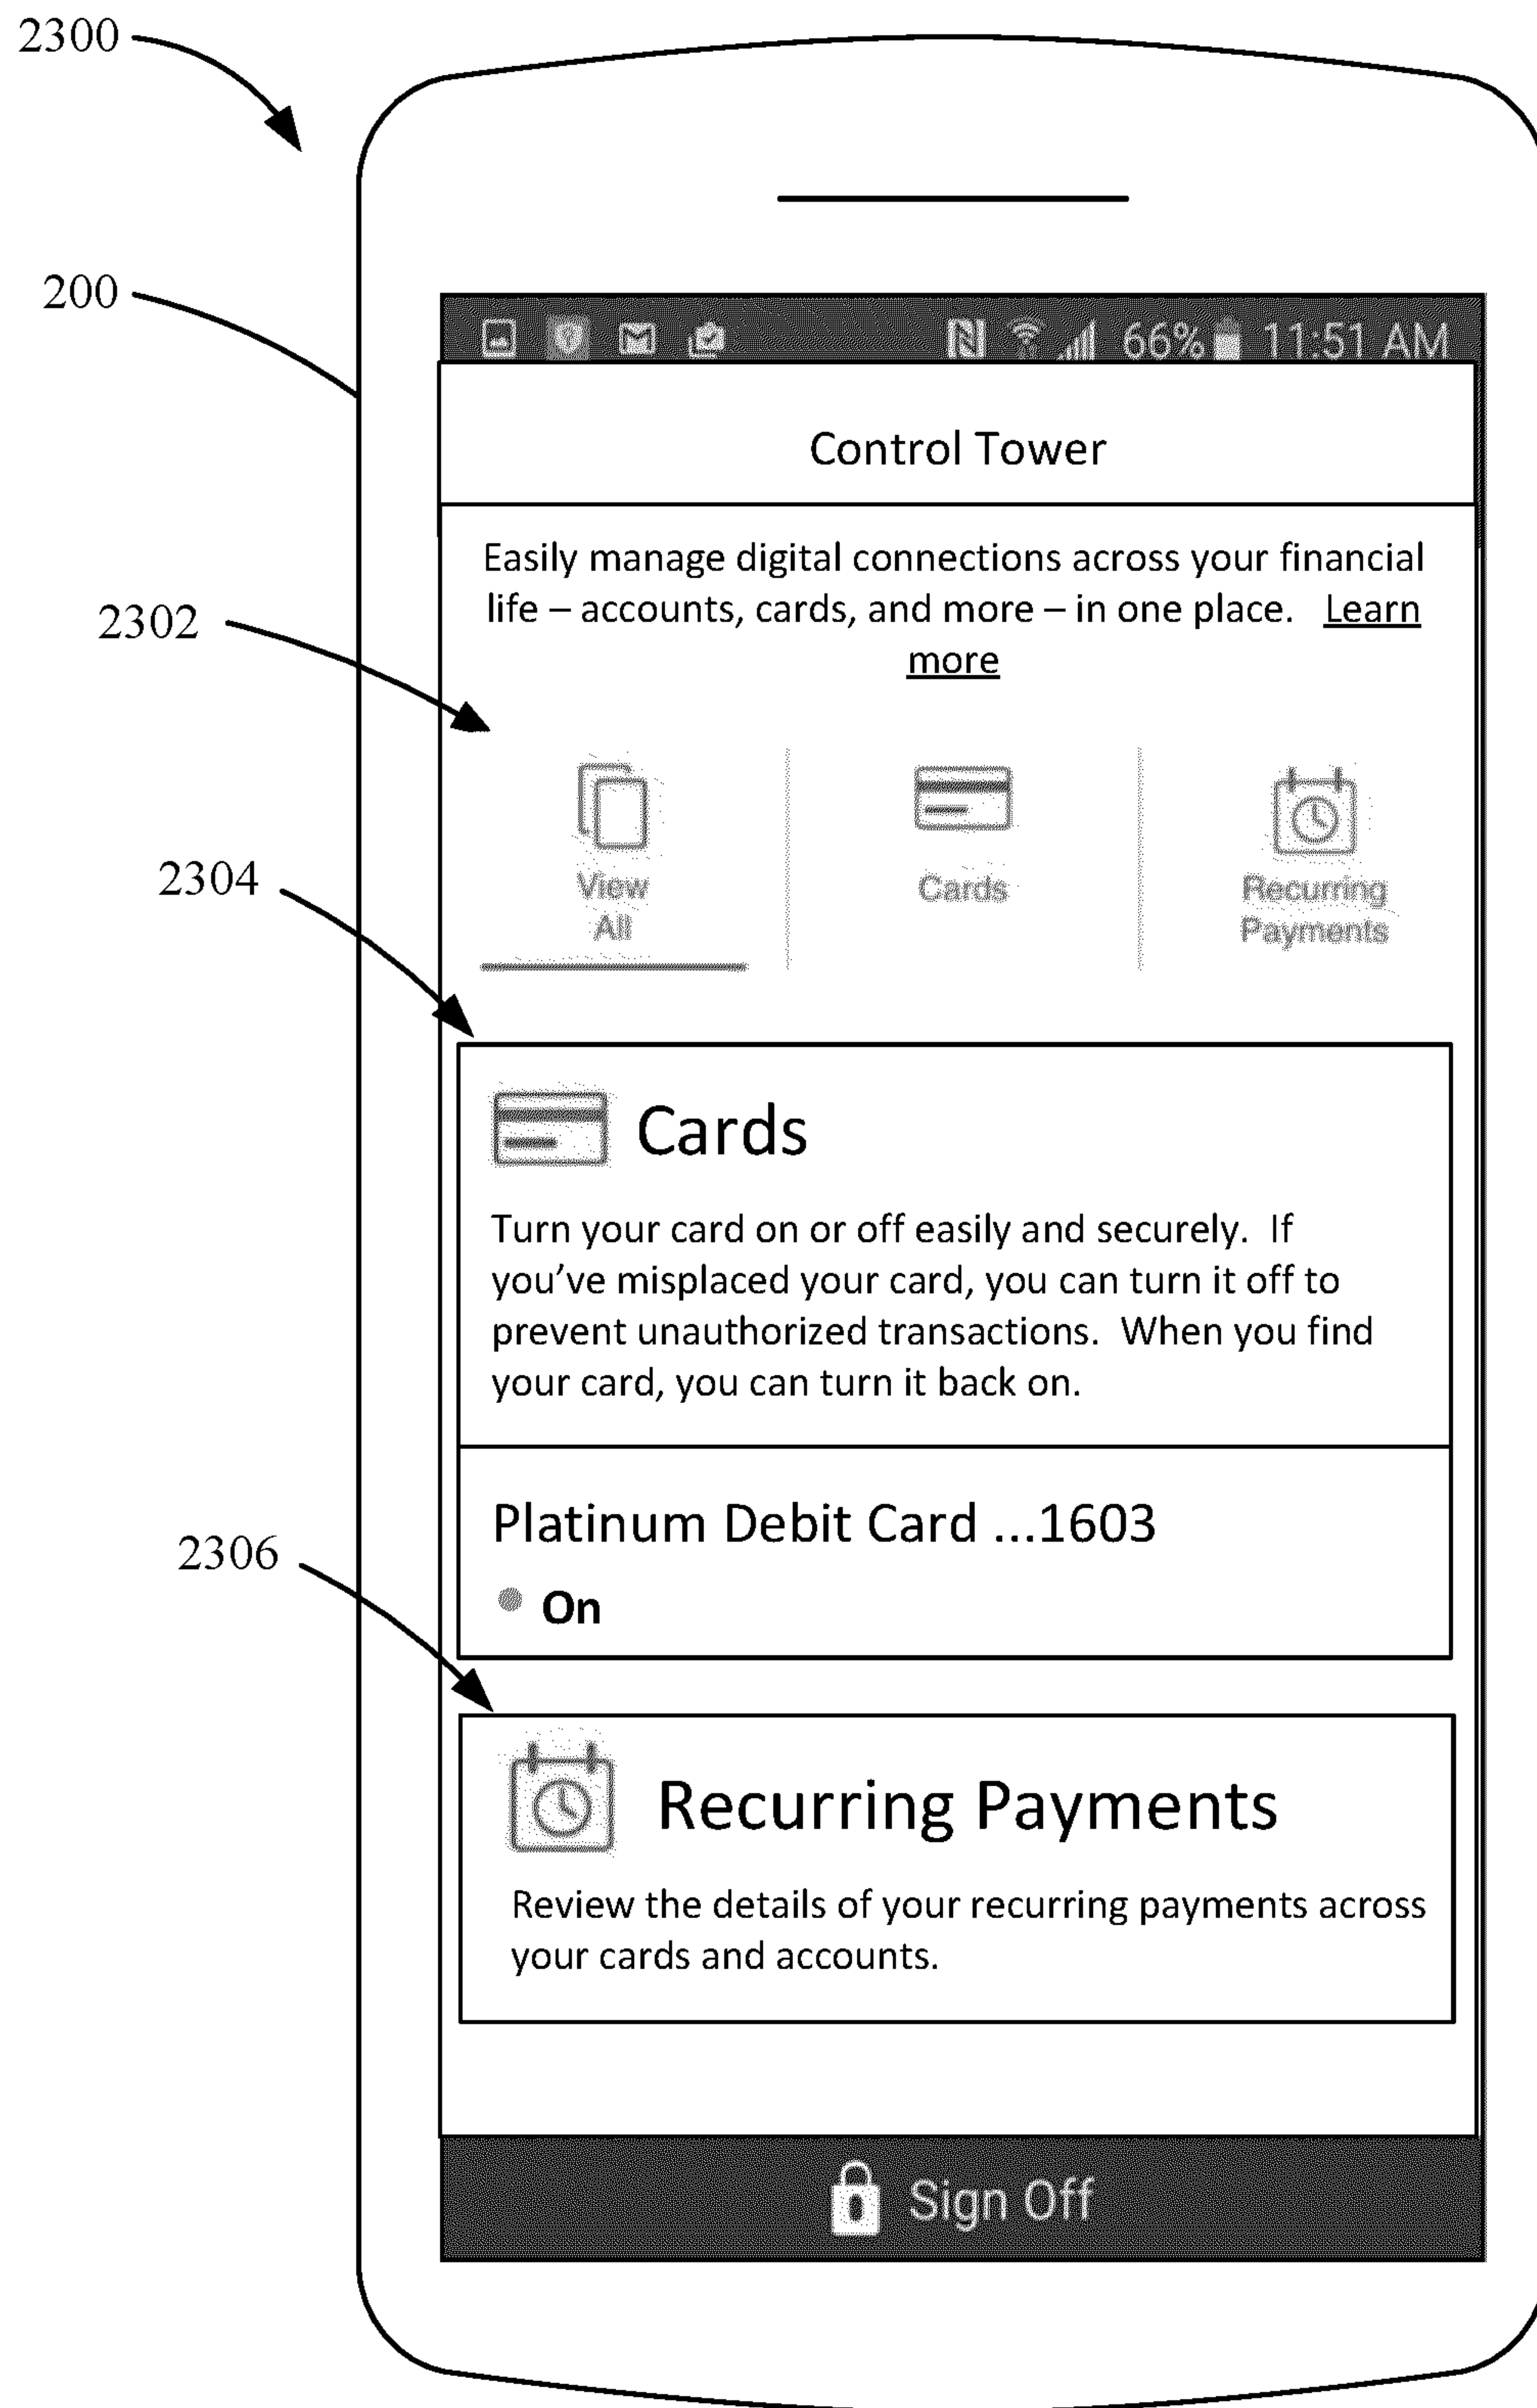 2300
200
66% 11:51 AM
Control Tower
Easily manage digital connections across your financial
life – accounts, cards, and more – in one place. Learn
more
2302
View
All
Cards
Recurring
Payments
2304
Cards
Turn your card on or off easily and securely. If
you’ve misplaced your card, you can turn it off to
prevent unauthorized transactions. When you find
your card, you can turn it back on.
Platinum Debit Card ...1603
On
2306
Recurring Payments
Review the details of your recurring payments across
your cards and accounts.
Sign Off